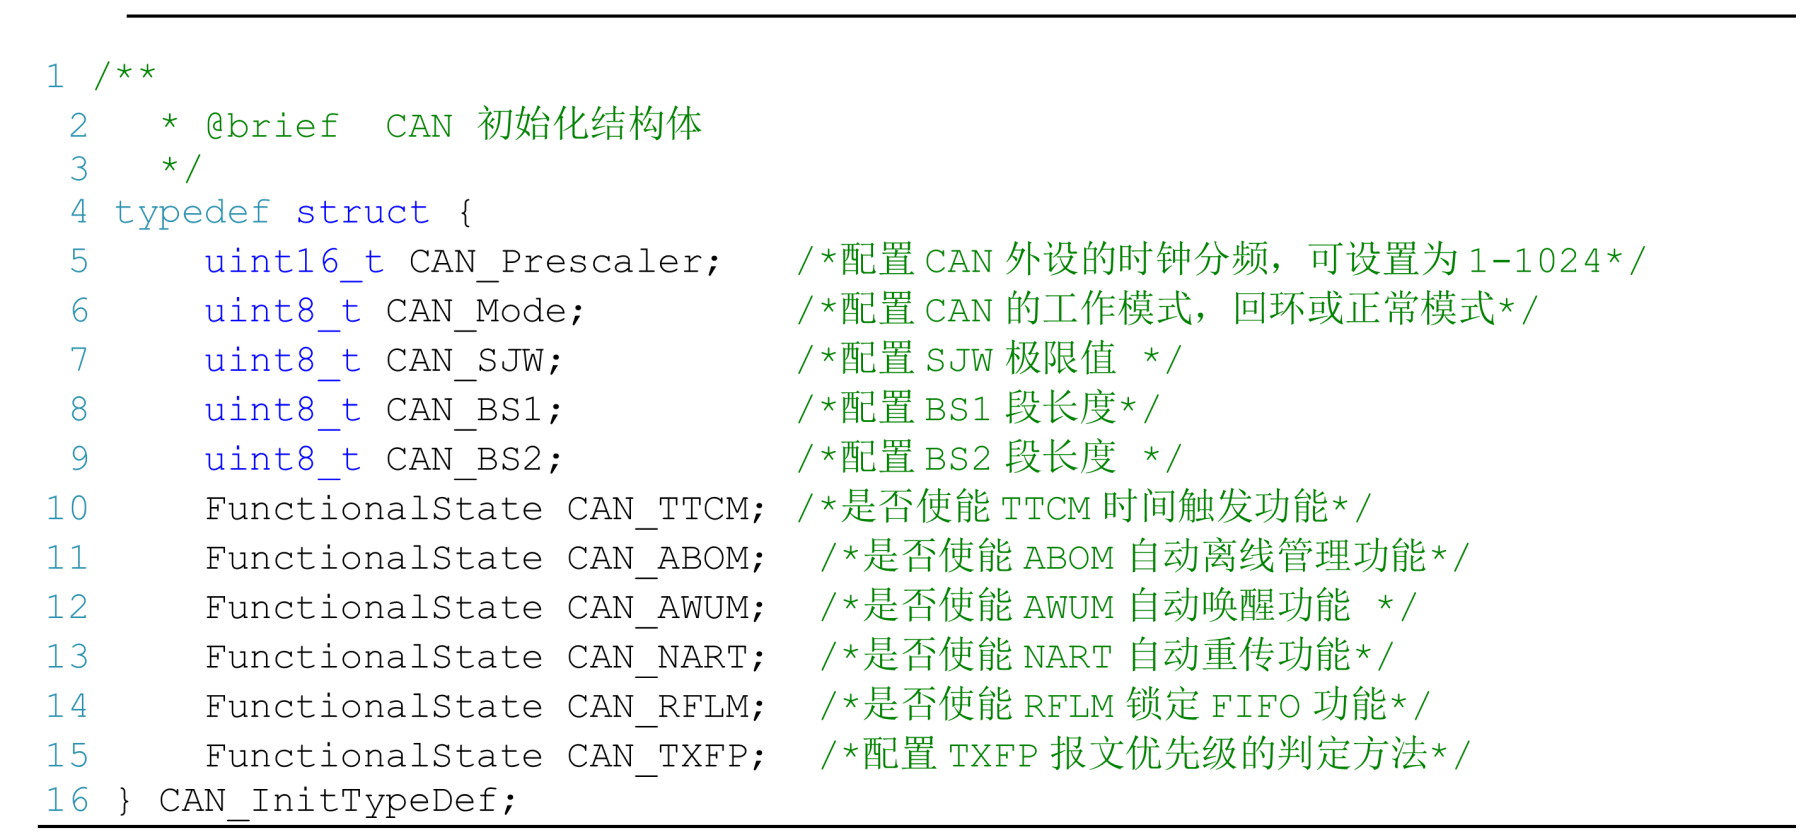 1 /**
2 * @brief CAN 初始化结构体
3 */
4 typedef struct {
5 uint16_t CAN_Prescaler; /*配置 CAN 外设的时钟分频，可设置为 1-1024*/
6 uint8_t CAN_Mode; /*配置 CAN 的工作模式，回环或正常模式*/
7 uint8_t CAN_SJW; /*配置 SJW 极限值 */
8 uint8_t CAN_BS1; /*配置 BS1 段长度*/
9 uint8_t CAN_BS2; /*配置 BS2 段长度 */
10 FunctionalState CAN_TTCM; /*是否使能 TTCM 时间触发功能*/
11 FunctionalState CAN_ABOM; /*是否使能 ABOM 自动离线管理功能*/
12 FunctionalState CAN_AWUM; /*是否使能 AWUM 自动唤醒功能 */
13 FunctionalState CAN_NART; /*是否使能 NART 自动重传功能*/
14 FunctionalState CAN_RFLM; /*是否使能 RFLM 锁定 FIFO 功能*/
15 FunctionalState CAN_TXFP; /*配置 TXFP 报文优先级的判定方法*/
16 } CAN_InitTypeDef;